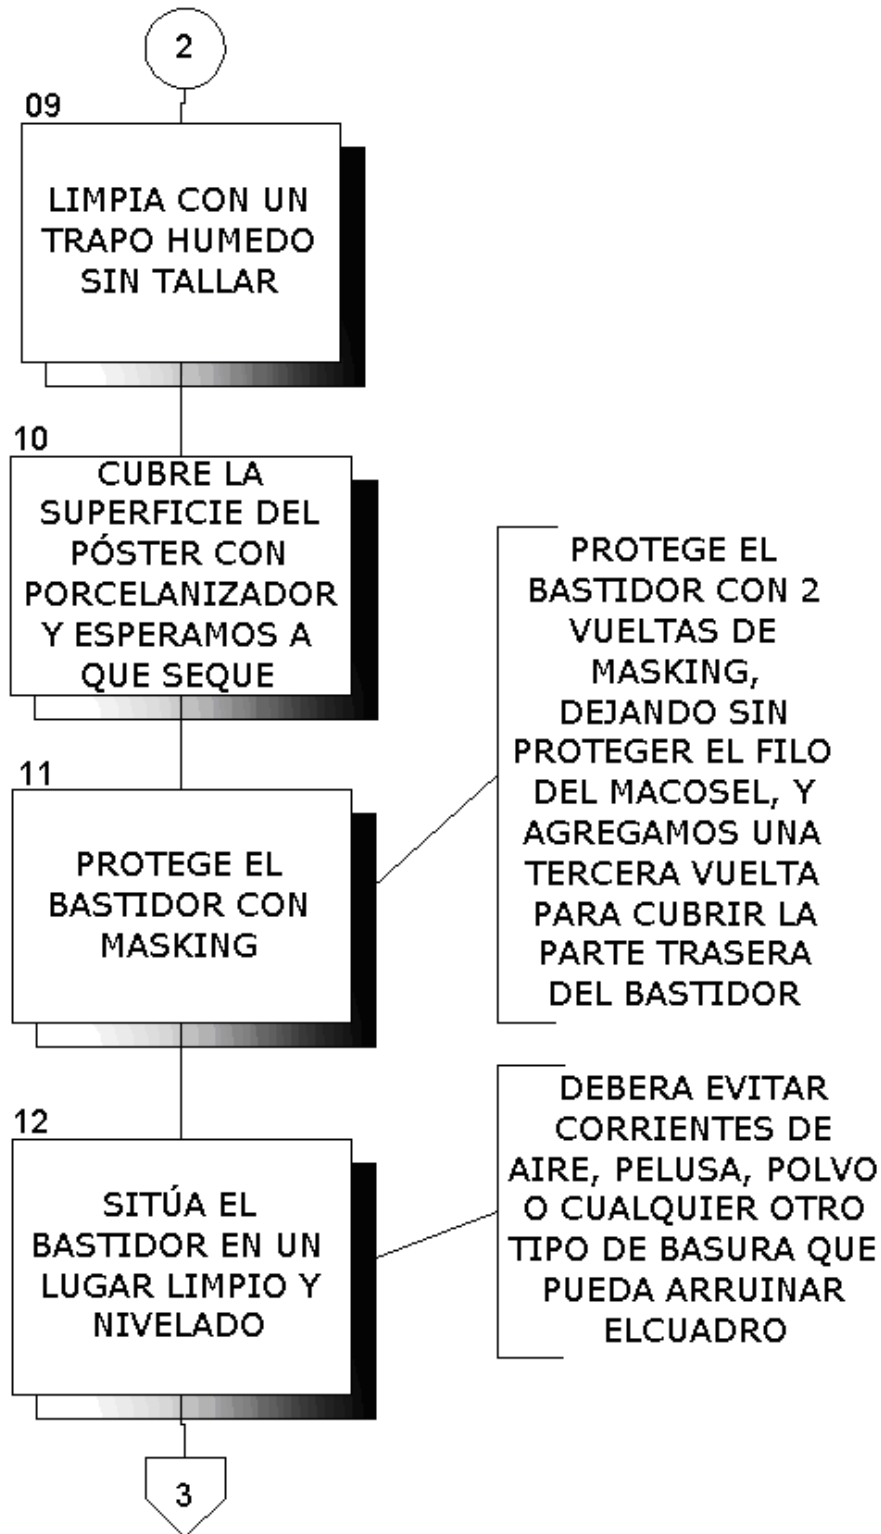 2
09
LIMPIA CON UN
TRAPO HUMEDO
SIN TALLAR
10
CUBRE LA
SUPERFICIE DEL
PÓSTER CON
PORCELANIZADOR
Y ESPERAMOS A
QUE SEQUE
11
PROTEGE EL
BASTIDOR CON
MASKING
PROTEGE EL
BASTIDOR CON 2
VUELTAS DE
MASKING,
DEJANDO SIN
PROTEGER EL FILO
DEL MACOSEL, Y
AGREGAMOS UNA
TERCERA VUELTA
PARA CUBRIR LA
PARTE TRASERA
DEL BASTIDOR
12
SITÚA EL
BASTIDOR EN UN
LUGAR LIMPIO Y
NIVELADO
DEBERA EVITAR
CORRIENTES DE
AIRE, PELUSA, POLVO
O CUALQUIER OTRO
TIPO DE BASURA QUE
PUEDA ARRUINAR
ELCUADRO
3